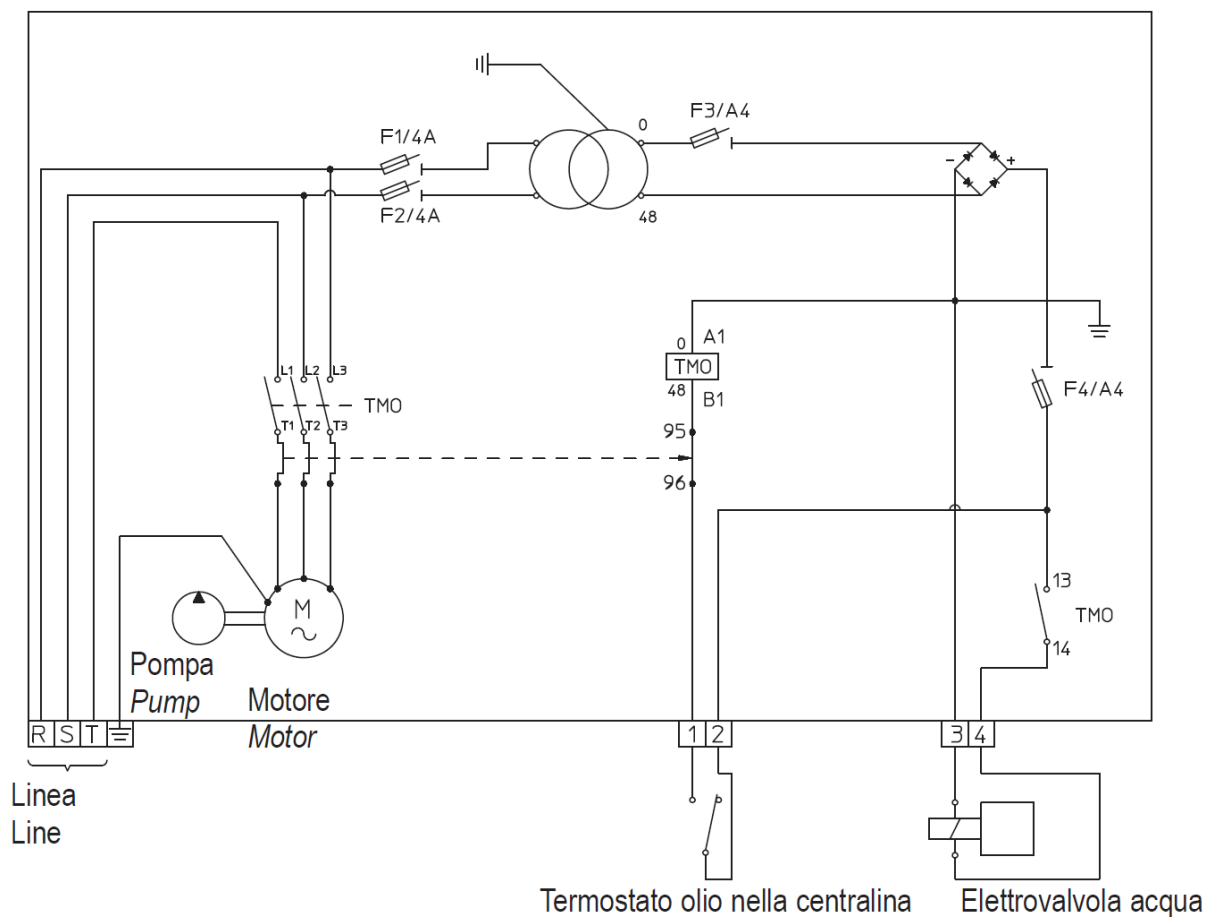 F1/4A
F2/4A
0
48
F3/A4
-
+
0
A1
TMO
48
B1
95
96
F4/A4
L1
L2
L3
TMO
T1
T2
T3
13
TMO
14
M
Pompa
Pump
Motore
Motor
R S T
1 2
3 4
Linea
Line
Termostato olio nella centralina
Elettrovalvola acqua